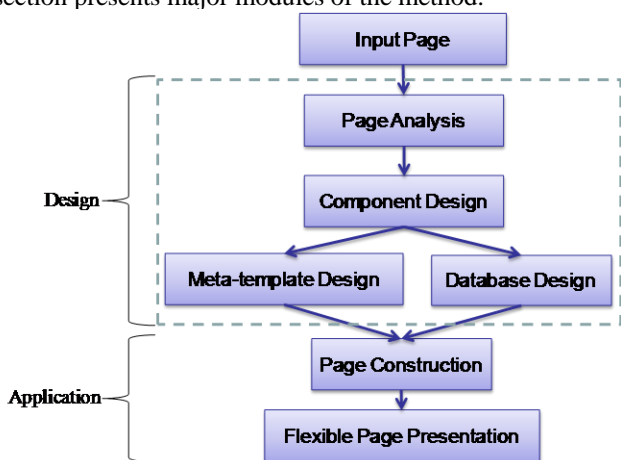 section presents major modules of the method.
Input Page
Page Analysis
Design
Component Design
Meta-template Design
Database Design
Page Construction
Application
Flexible Page Presentation